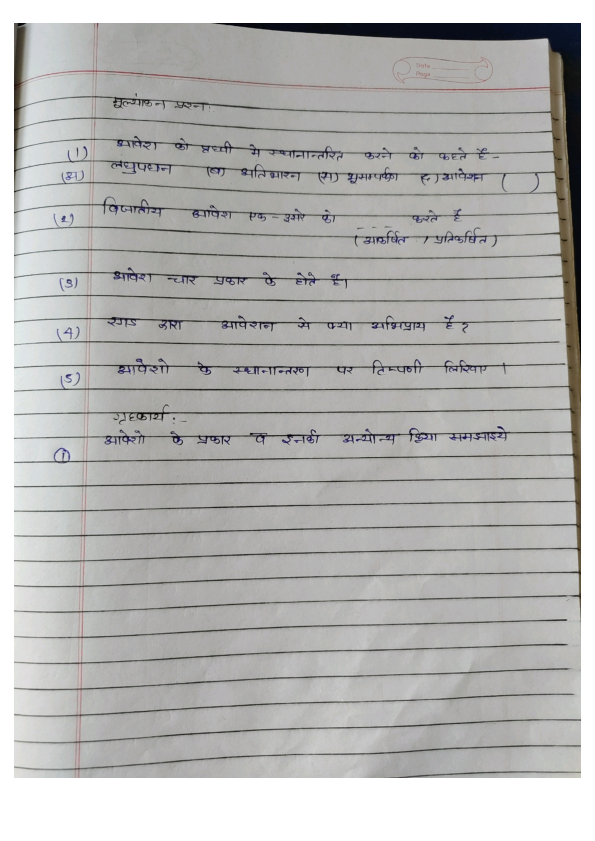 Date
Page
मूल्यांकन प्रश्न:
(1) आवेश को पृथ्वी मे स्थानान्तरित करने को कहते है -
(अ) लघुपथन (ब) अतिभारन (स) भूसम्पर्कन (द) आवेशन ( )
(2) विजातीय आवेश एक-दुसरे को ---- करते है
(आकर्षित / प्रतिकर्षित)
(3) आवेश चार प्रकार के होते है।
(4) रगड द्वारा आवेशन से क्या अभिप्राय है ?
(5) आवेशो के स्थानान्तरण पर टिप्पणी लिखिए ।
गृहकार्य :-
① आवेशो के प्रकार व इनकी अन्योन्य क्रिया समझाइये